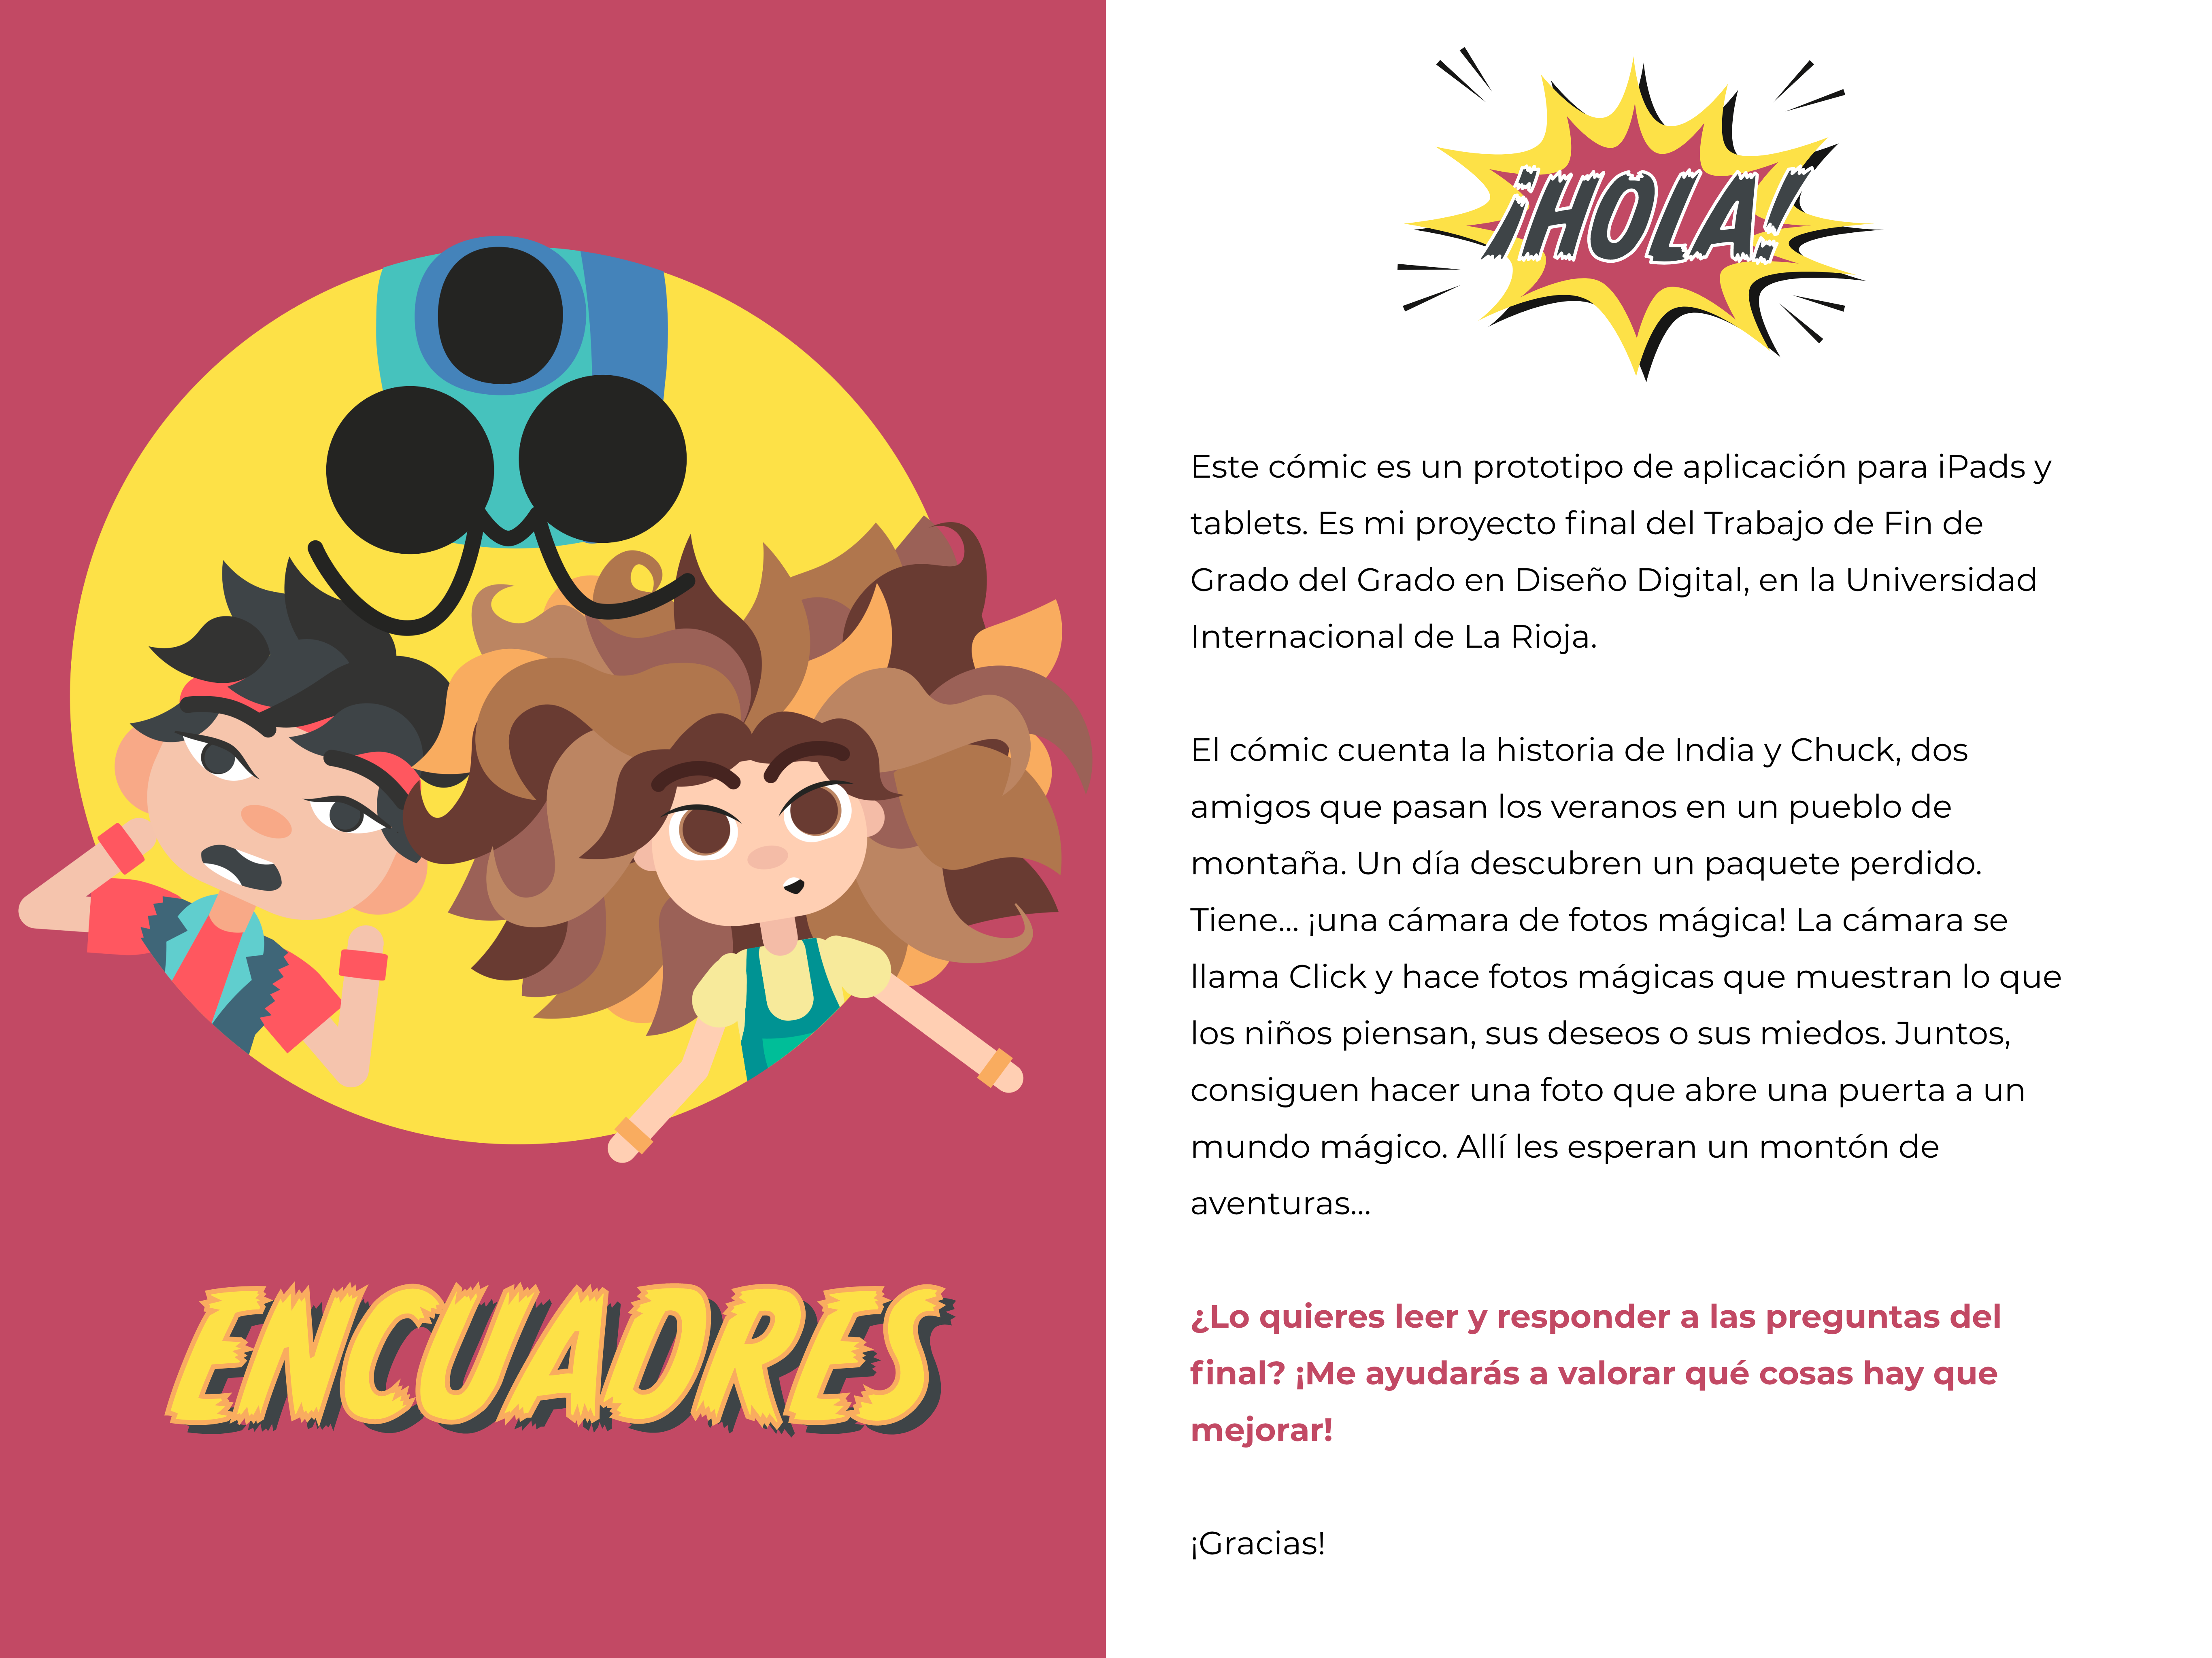 ENCUADRES
¡HOLA!
Este cómic es un prototipo de aplicación para iPads y
tablets. Es mi proyecto final del Trabajo de Fin de
Grado del Grado en Diseño Digital, en la Universidad
Internacional de La Rioja.
El cómic cuenta la historia de India y Chuck, dos
amigos que pasan los veranos en un pueblo de
montaña. Un día descubren un paquete perdido.
Tiene... ¡una cámara de fotos mágica! La cámara se
llama Click y hace fotos mágicas que muestran lo que
los niños piensan, sus deseos o sus miedos. Juntos,
consiguen hacer una foto que abre una puerta a un
mundo mágico. Allí les esperan un montón de
aventuras...
¿Lo quieres leer y responder a las preguntas del
final? ¡Me ayudarás a valorar qué cosas hay que
mejorar!
¡Gracias!